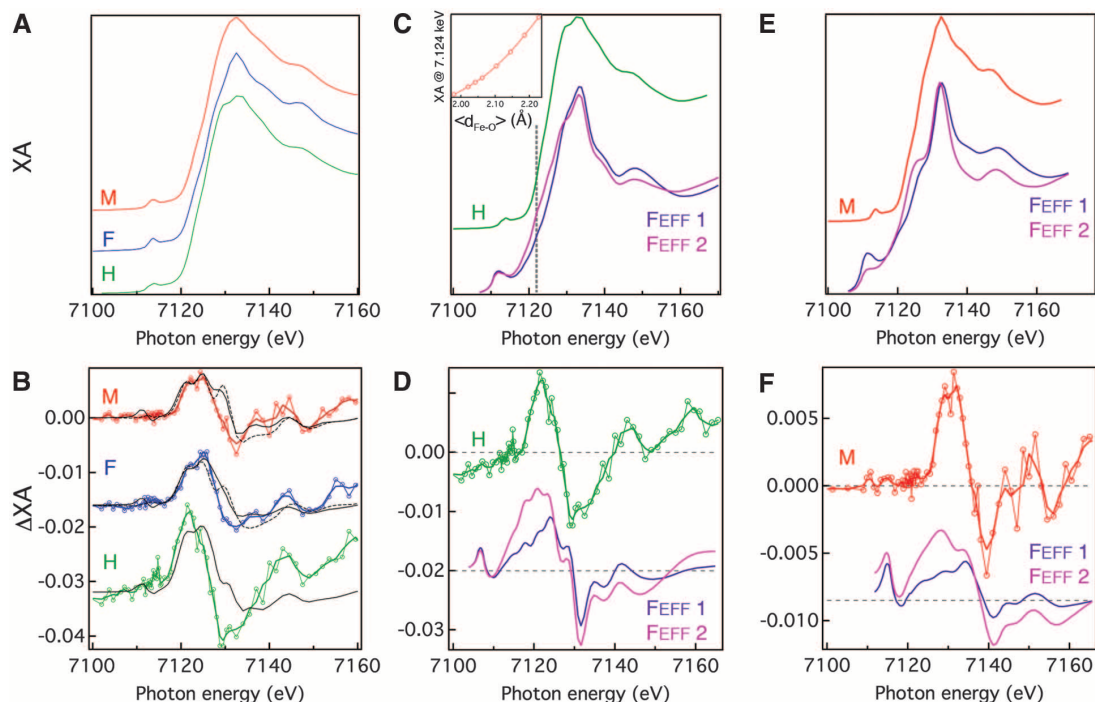 A
XA
M
F
H
7100
7120
7140
7160
Photon energy (eV)
C
XA @ 7.124 keV
2.00
2.10
2.20
<dFe-O> (Å)
H
FEFF 1
FEFF 2
7100
7120
7140
7160
Photon energy (eV)
E
M
FEFF 1
FEFF 2
7100
7120
7140
7160
Photon energy (eV)
B
ΔXA
0.00
-0.01
-0.02
-0.03
-0.04
M
F
H
7100
7120
7140
7160
Photon energy (eV)
D
0.00
-0.01
-0.02
-0.03
H
FEFF 1
FEFF 2
7100
7120
7140
7160
Photon energy (eV)
F
0.005
0.000
-0.005
-0.010
M
FEFF 1
FEFF 2
7100
7120
7140
7160
Photon energy (eV)